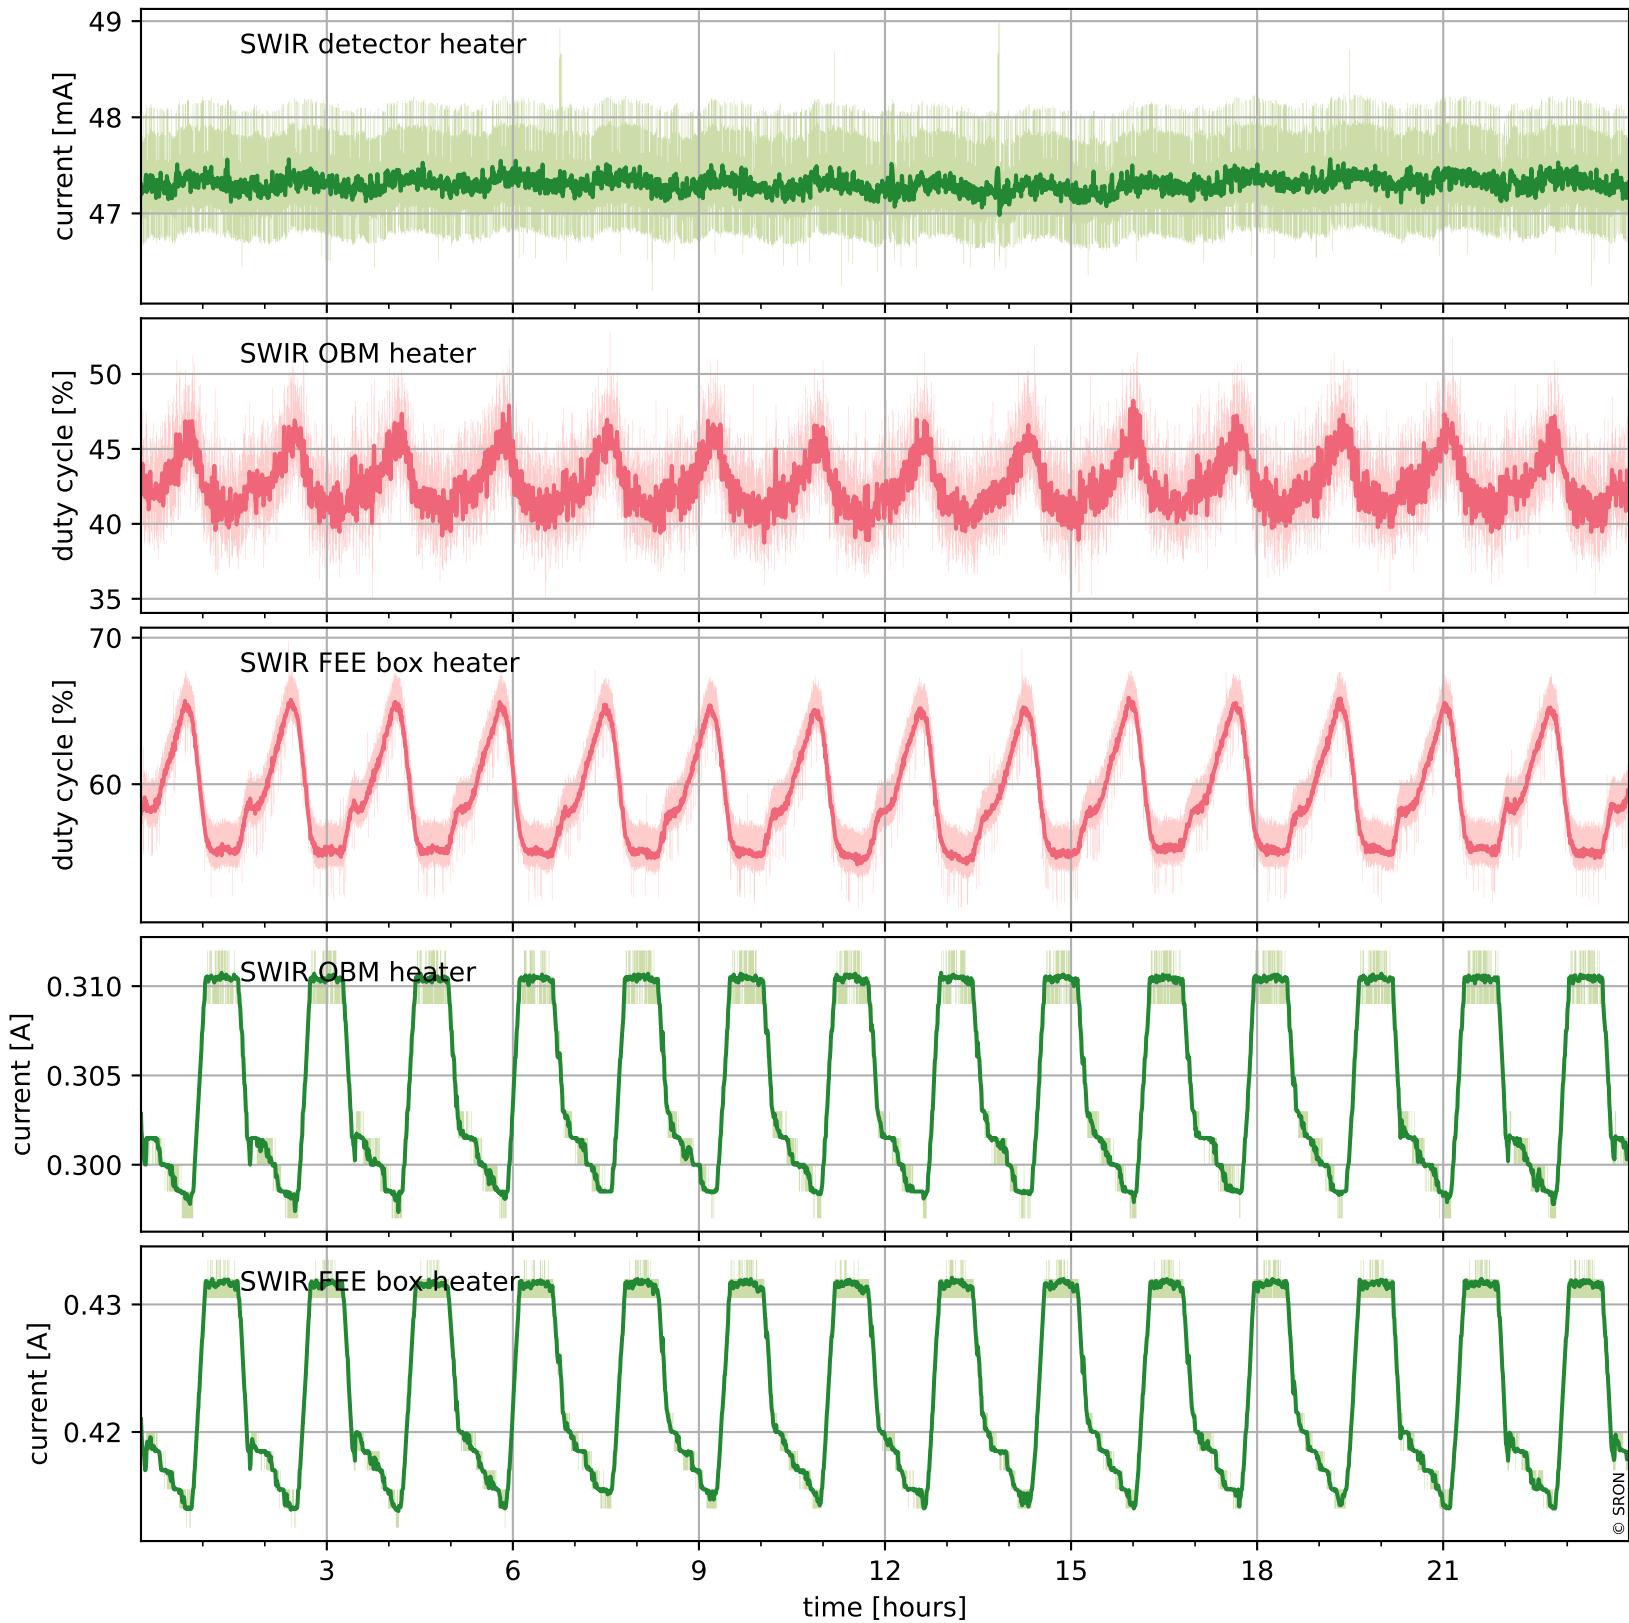 SWIR detector heater
current [mA]
49
48
47
SWIR OBM heater
duty cycle [%]
50
45
40
35
SWIR FEE box heater
duty cycle [%]
70
60
SWIR OBM heater
current [A]
0.310
0.305
0.300
SWIR FEE box heater
current [A]
0.43
0.42
3 6 9 12 15 18 21
time [hours]
© SRON